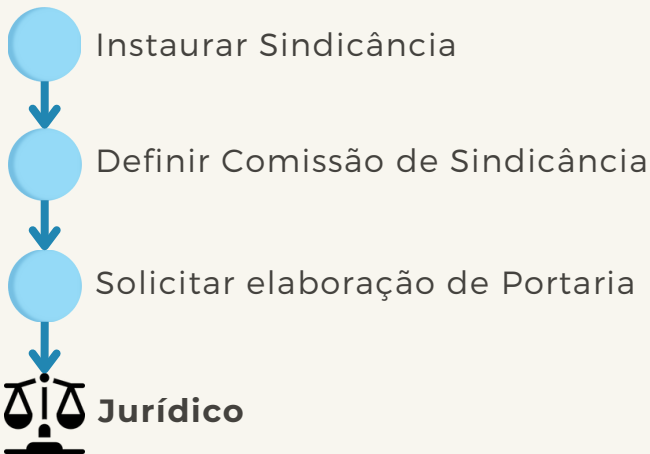 Instaurar Sindicância
Definir Comissão de Sindicância
Solicitar elaboração de Portaria
Jurídico